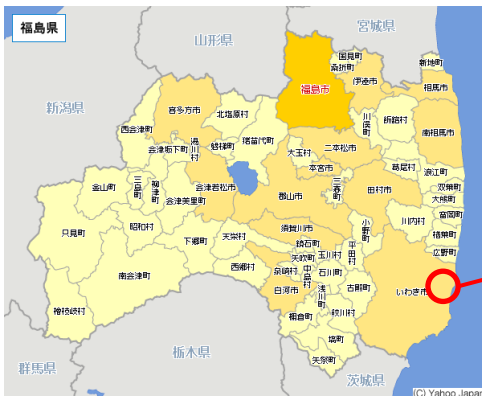 福島県
宮城県
山形県
新潟県
国見町
桑折町
新地町
福島市
伊達市
相馬市
喜多方市
北塩原村
川俣町
飯舘村
南相馬市
西会津町
湯川村
会津坂下町
磐梯町
猪苗代町
大玉村
二本松市
本宮市
葛尾村
浪江町
双葉町
大熊町
金山町
三島町
柳津町
会津若松市
会津美里町
郡山市
三春町
田村市
富岡町
川内村
楢葉町
広野町
只見町
昭和村
下郷町
天栄村
須賀川市
小野町
鏡石町
平田村
南会津町
西郷村
矢吹町
玉川村
泉崎村
中島村
石川町
白河市
浅川町
古殿町
いわき市
檜枝岐村
棚倉町
鮫川村
塙町
矢祭町
栃木県
群馬県
茨城県
(C) Yahoo Japan